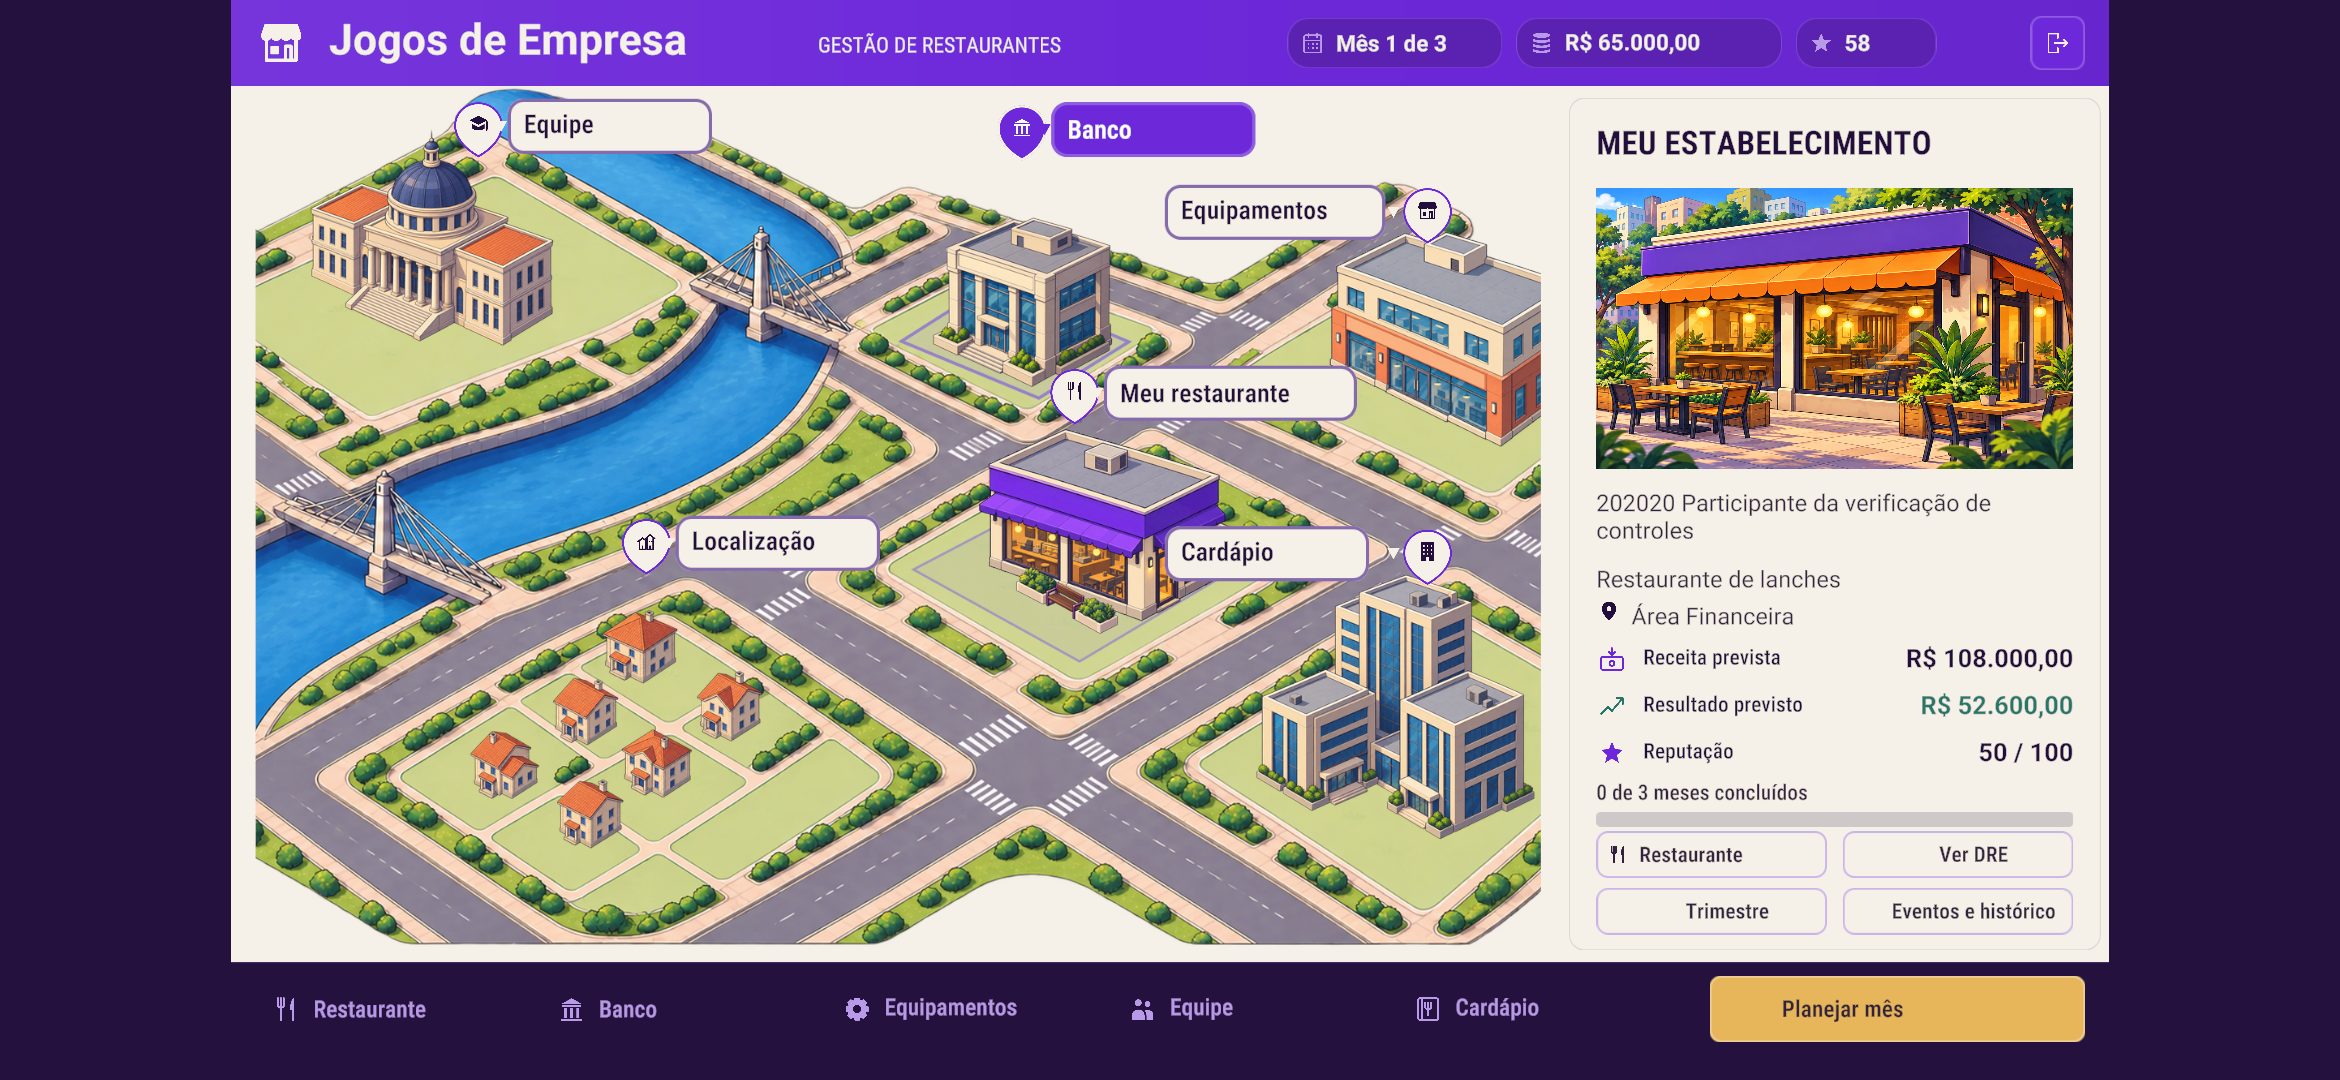 Jogos de Empresa
GESTÃO DE RESTAURANTES
Mês 1 de 3
R$ 65.000,00
58
Equipe
Banco
Equipamentos
Meu restaurante
Localização
Cardápio
MEU ESTABELECIMENTO
202020 Participante da verificação de
controles
Restaurante de lanches
Área Financeira
Receita prevista R$ 108.000,00
Resultado previsto R$ 52.600,00
Reputação 50 / 100
0 de 3 meses concluídos
Restaurante
Ver DRE
Trimestre
Eventos e histórico
Restaurante
Banco
Equipamentos
Equipe
Cardápio
Planejar mês